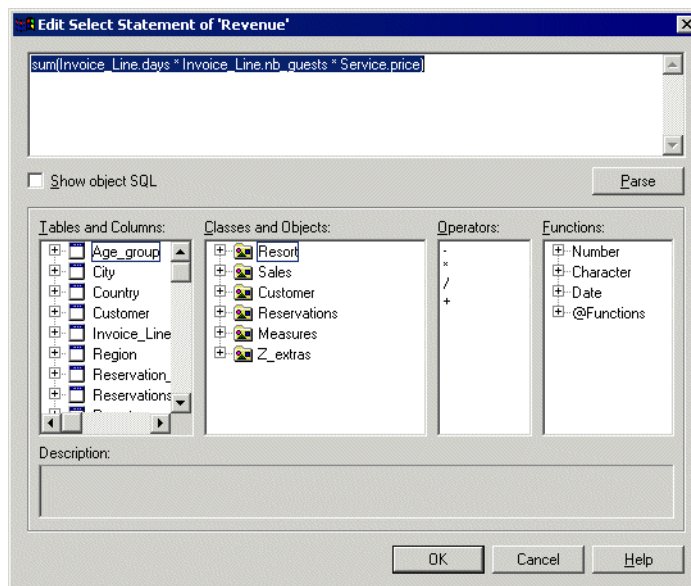 Edit Select Statement of 'Revenue'
sum(Invoice_Line.days * Invoice_Line.nb_guests * Service.price)
Show object SQL
Parse
Tables and Columns:
Age_group
City
Country
Customer
Invoice_Line
Region
Reservation_
Reservations
Classes and Objects:
Resort
Sales
Customer
Reservations
Measures
Z_extras
Operators:
-
*
/
+
Functions:
Number
Character
Date
@Functions
Description:
OK
Cancel
Help